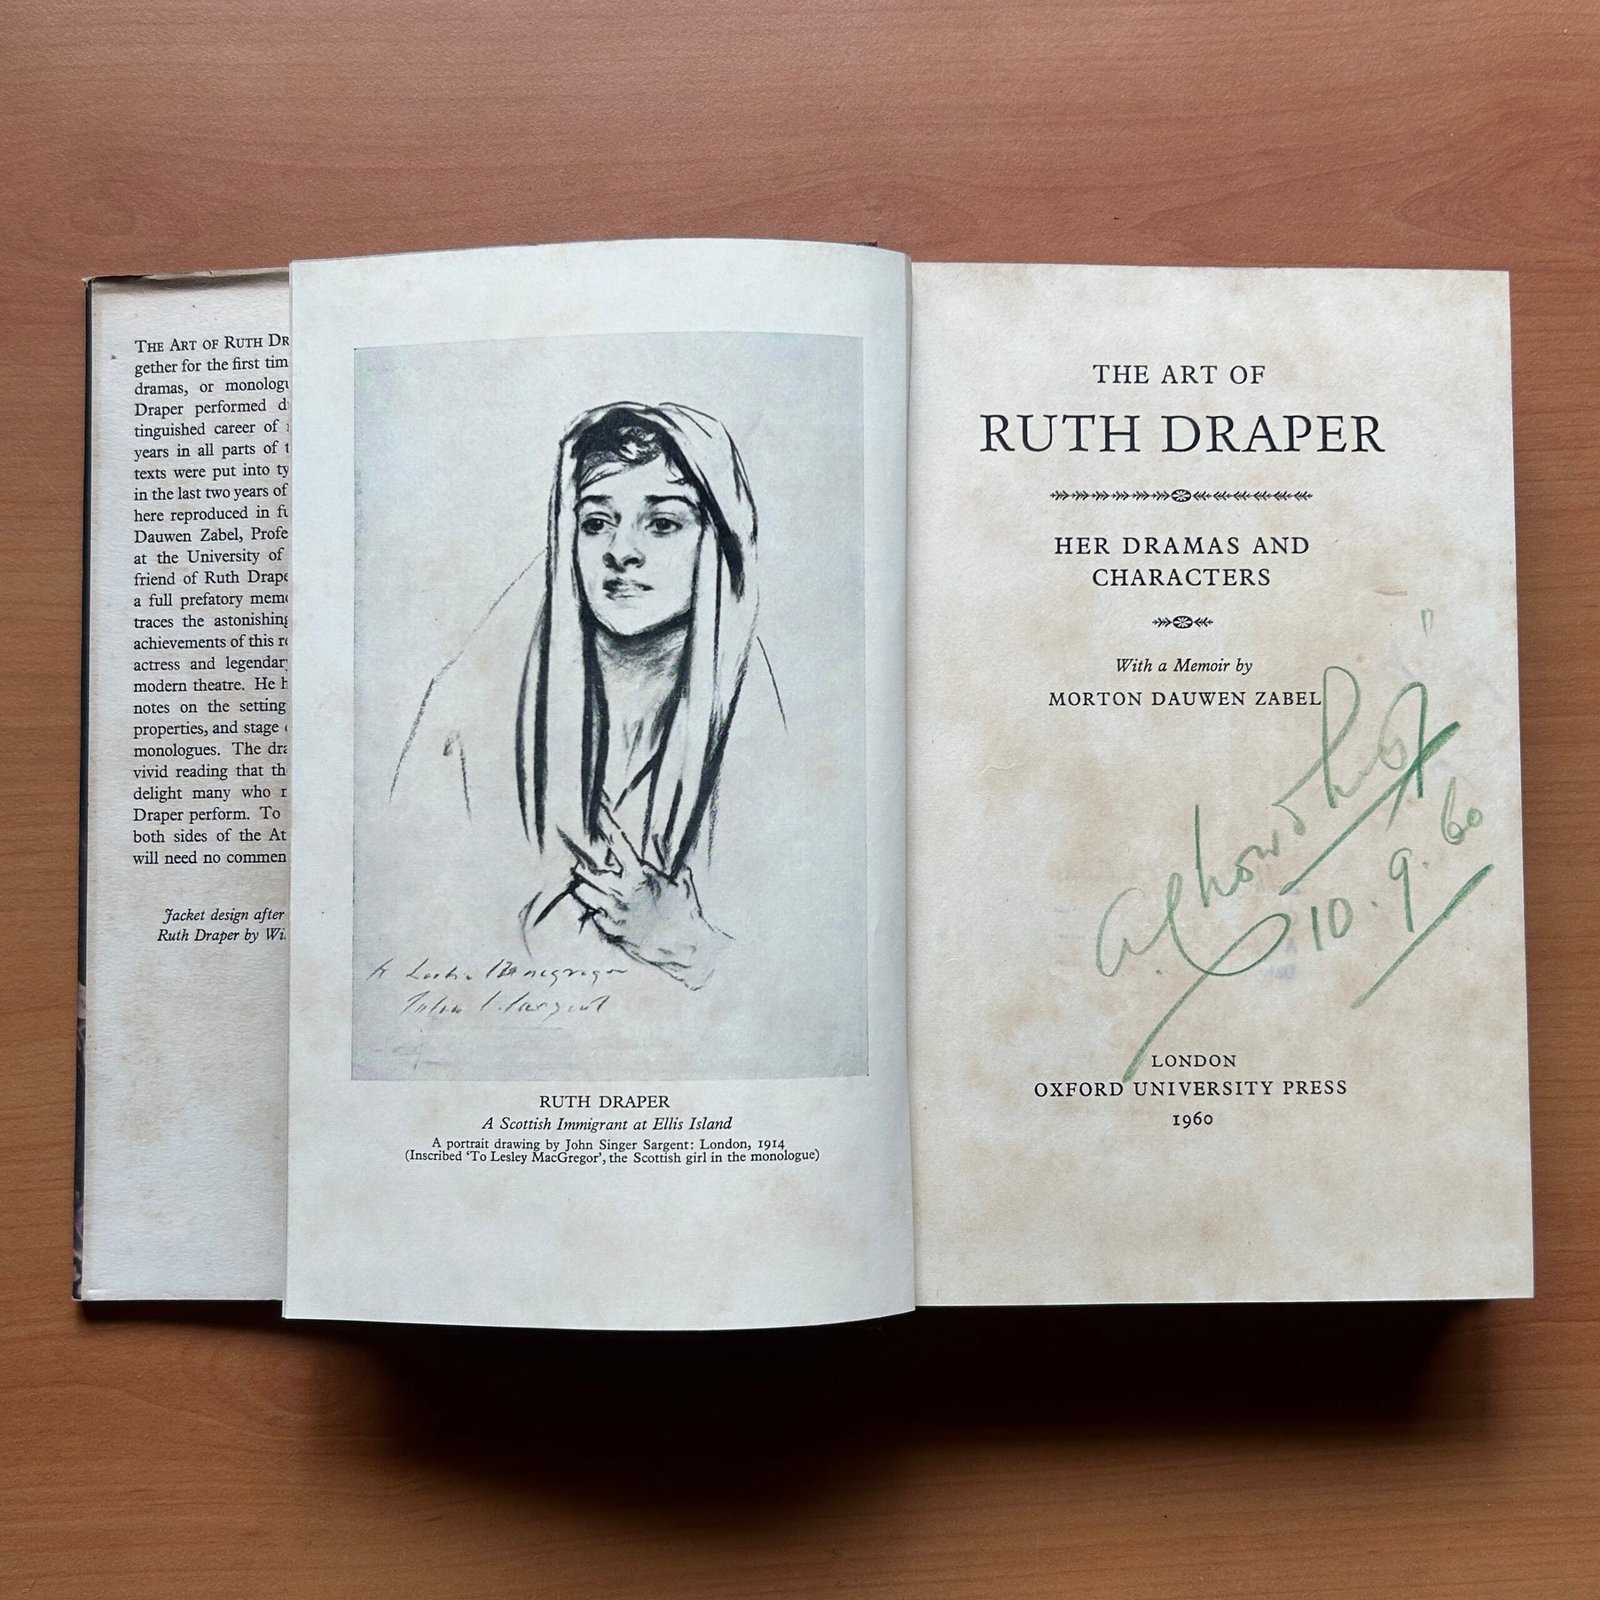 THE ART OF RUTH DR
gether for the first tim
dramas, or monologu
Draper performed d
tinguished career of
years in all parts of t
texts were put into ty
in the last two years of
here reproduced in fu
Dauwen Zabel, Profe
at the University of
friend of Ruth Drape
a full prefatory memo
traces the astonishing
achievements of this re
actress and legendar
modern theatre. He h
notes on the setting
properties, and stage
monologues. The dra
vivid reading that th
delight many who
Draper perform. To
both sides of the At
will need no commen
Jacket design after
Ruth Draper by Wi
John S. Sargent
RUTH DRAPER
A Scottish Immigrant at Ellis Island
A portrait drawing by John Singer Sargent: London, 1914
(Inscribed ‘To Lesley MacGregor’, the Scottish girl in the monologue)
THE ART OF
RUTH DRAPER
HER DRAMAS AND
CHARACTERS
With a Memoir by
MORTON DAUWEN ZABEL
10.9.60
LONDON
OXFORD UNIVERSITY PRESS
1960